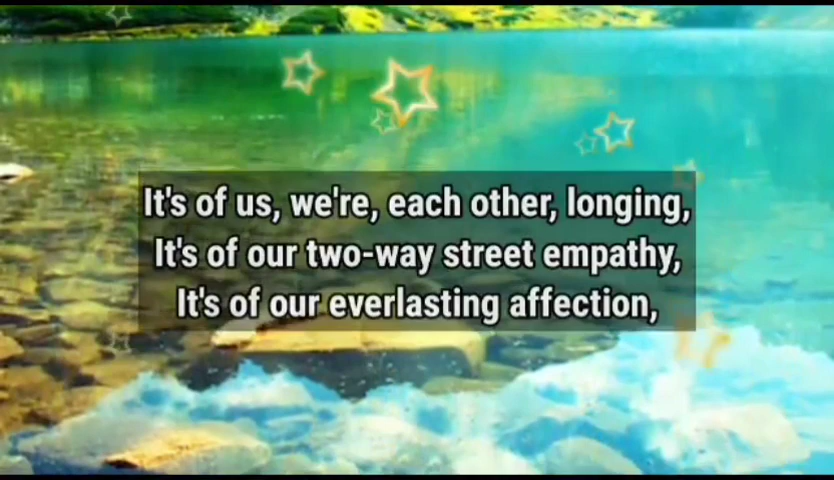 It's of us, we're, each other, longing,
It's of our two-way street empathy,
It's of our everlasting affection,